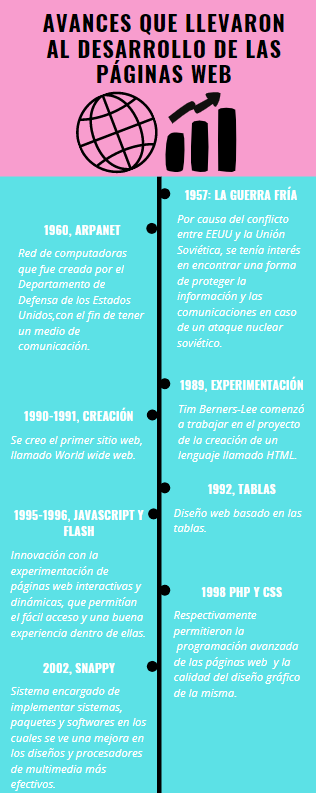 AVANCES QUE LLEVARON
AL DESARROLLO DE LAS
PÁGINAS WEB
1957: LA GUERRA FRÍA
Por causa del conflicto
entre EEUU y la Unión
Soviética, se tenía interés
en encontrar una forma
de proteger la
información y las
comunicaciones en caso
de un ataque nuclear
soviético.
1960, ARPANET
Red de computadoras
que fue creada por el
Departamento de
Defensa de los Estados
Unidos,con el fin de tener
un medio de
comunicación.
1989, EXPERIMENTACIÓN
Tim Berners-Lee comenzó
a trabajar en el proyecto
de la creación de un
lenguaje llamado HTML.
1990-1991, CREACIÓN
Se creo el primer sitio web,
llamado World wide web.
1992, TABLAS
Diseño web basado en las
tablas.
1995-1996, JAVASCRIPT Y
FLASH
Innovación con la
experimentación de
páginas web interactivas y
dinámicas, que permitían
el fácil acceso y una buena
experiencia dentro de ellas.
1998 PHP Y CSS
Respectivamente
permitieron la
programación avanzada
de las páginas web y la
calidad del diseño gráfico
de la misma.
2002, SNAPPY
Sistema encargado de
implementar sistemas,
paquetes y softwares en los
cuales se ve una mejora en
los diseños y procesadores
de multimedia más
efectivos.